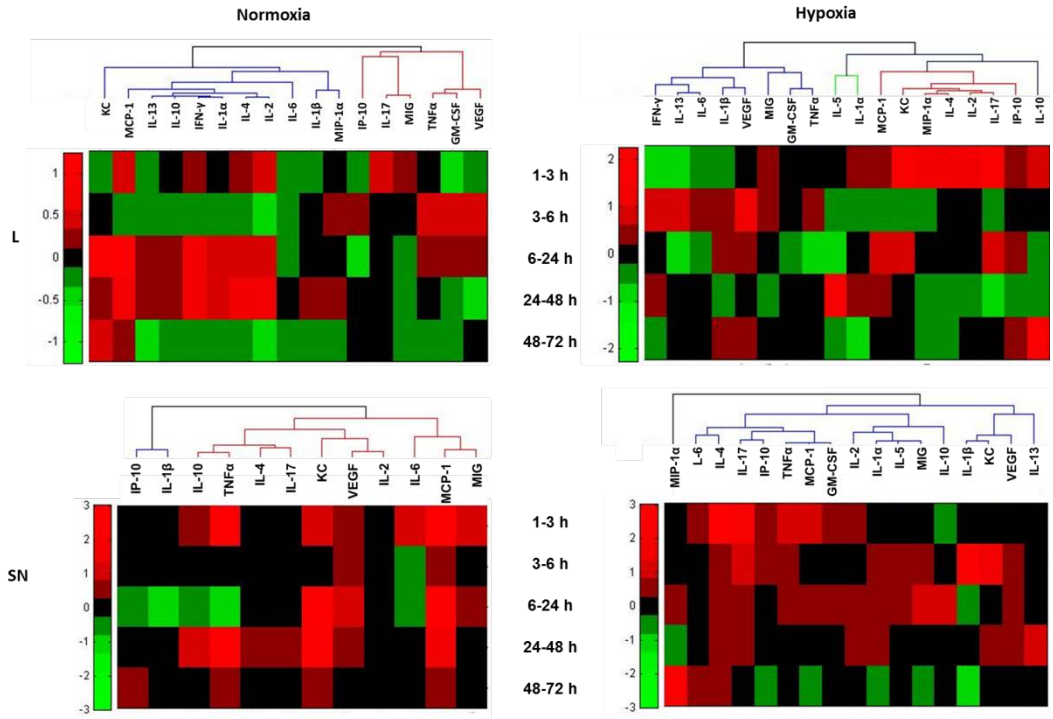 Normoxia
Hypoxia
KC MCP-1 IL-13 IL-10 IFN-γ IL-1α IL-4 IL-2 IL-6 IL-1β MIP-1α IP-10 IL-17 MIG TNFα GM-CSF VEGF
IFN-γ IL-13 IL-6 IL-1β VEGF MIG GM-CSF TNFα IL-5 IL-1α MCP-1 KC MIP-1α IL-4 IL-2 IL-17 IP-10 IL-10
L
1
0.5
0
-0.5
-1
1-3 h
3-6 h
6-24 h
24-48 h
48-72 h
2
1
0
-1
-2
IP-10 IL-1β IL-10 TNFα IL-4 IL-17 KC VEGF IL-2 IL-6 MCP-1 MIG
MIP-1α L-6 IL-4 IL-17 IP-10 TNFα MCP-1 GM-CSF IL-2 IL-1α IL-5 MIG IL-10 IL-1β KC VEGF IL-13
SN
3
2
1
0
-1
-2
-3
1-3 h
3-6 h
6-24 h
24-48 h
48-72 h
3
2
1
0
-1
-2
-3